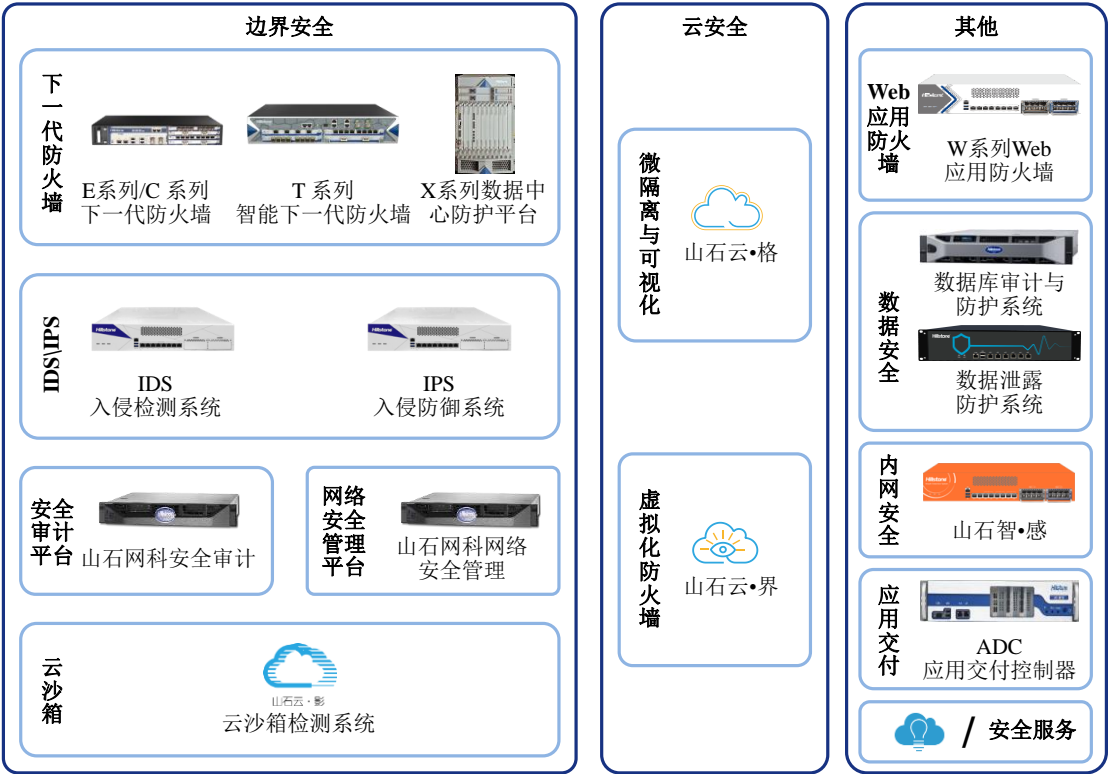 边界安全
下一代防火墙
E系列/C 系列
下一代防火墙
T 系列
智能下一代防火墙
X系列数据中
心防护平台
IDS\IPS
Hillstone
IDS
入侵检测系统
Hillstone
IPS
入侵防御系统
安全
审计
平台
山石网科安全审计
网络
安全
管理
平台
山石网科网络
安全管理
云沙箱
山石云·影
云沙箱检测系统
云安全
微隔离与可视化
山石云•格
虚拟化防火墙
山石云•界
其他
Web
应用
防火
墙
Hillstone
W系列Web
应用防火墙
数据安全
数据库审计与
防护系统
Hillstone
数据泄露
防护系统
内网安全
Hillstone
山石智•感
应用交付
Hillstone
ADC
应用交付控制器
/ 安全服务